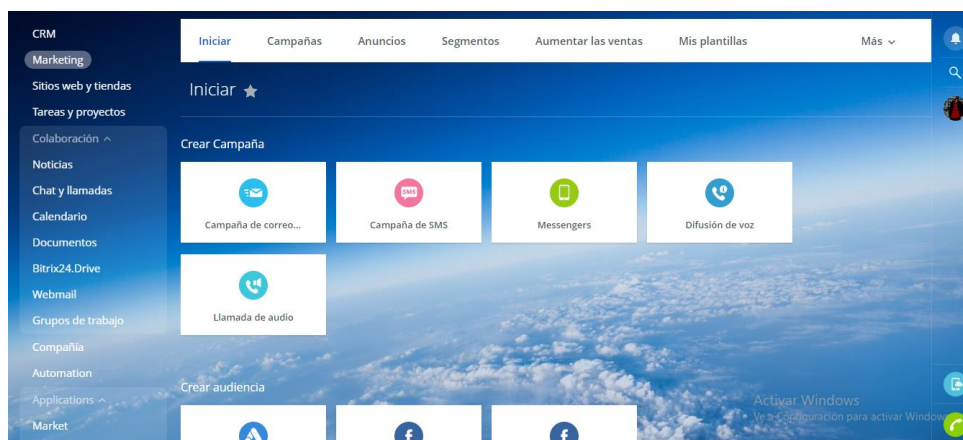 CRM
Marketing
Sitios web y tiendas
Tareas y proyectos
Colaboración
Noticias
Chat y llamadas
Calendario
Documentos
Bitrix24.Drive
Webmail
Grupos de trabajo
Compañía
Automation
Applications
Market
Iniciar Campañas Anuncios Segmentos Aumentar las ventas Mis plantillas Más
Iniciar
Crear Campaña
Campaña de correo... Campaña de SMS Messengers Difusión de voz
SMS
Llamada de audio
Crear audiencia
Activar Windows
Ve a Configuración para activar Windows